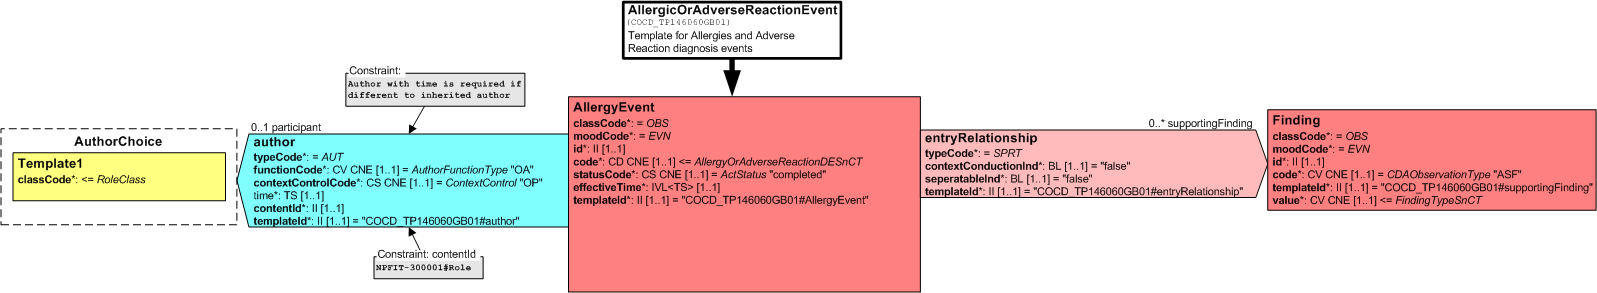 AllergicOrAdverseReactionEvent
(COCD_TP146060GB01)
Template for Allergies and Adverse
Reaction diagnosis events
Constraint:
Author with time is required if
different to inherited author
0..1 participant
AuthorChoice
Template1
classCode*: <= RoleClass
author
typeCode*: = AUT
functionCode*: CV CNE [1..1] = AuthorFunctionType "OA"
contextControlCode*: CS CNE [1..1] = ContextControl "OP"
time*: TS [1..1]
contentId*: II [1..1]
templateId*: II [1..1] = "COCD_TP146060GB01#author"
Constraint: contentId
NPFIT-300001#Role
AllergyEvent
classCode*: = OBS
moodCode*: = EVN
id*: II [1..1]
code*: CD CNE [1..1] <= AllergyOrAdverseReactionDESnCT
statusCode*: CS CNE [1..1] = ActStatus "completed"
effectiveTime*: IVL<TS> [1..1]
templateId*: II [1..1] = "COCD_TP146060GB01#AllergyEvent"
0..* supportingFinding
entryRelationship
typeCode*: = SPRT
contextConductionInd*: BL [1..1] = "false"
seperatableInd*: BL [1..1] = "false"
templateId*: II [1..1] = "COCD_TP146060GB01#entryRelationship"
Finding
classCode*: = OBS
moodCode*: = EVN
id*: II [1..1]
code*: CV CNE [1..1] = CDAObservationType "ASF"
templateId*: II [1..1] = "COCD_TP146060GB01#supportingFinding"
value*: CV CNE [1..1] <= FindingTypeSnCT